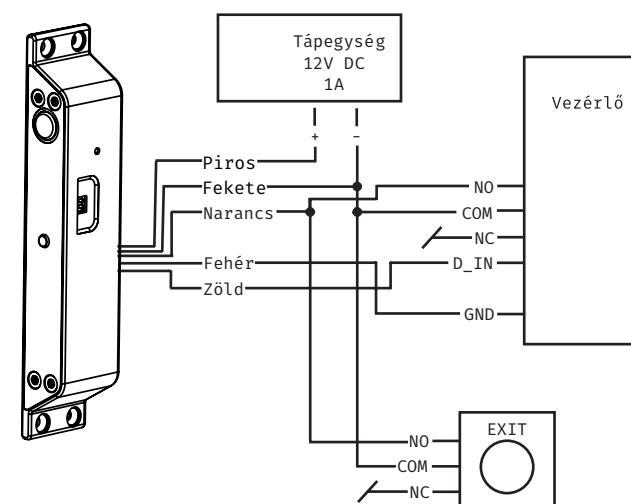 Tápegység
12V DC
1A
+ -
Vezérlő
Piros
Fekete
Narancs
Fehér
Zöld
NO
COM
NC
D_IN
GND
EXIT
NO
COM
NC